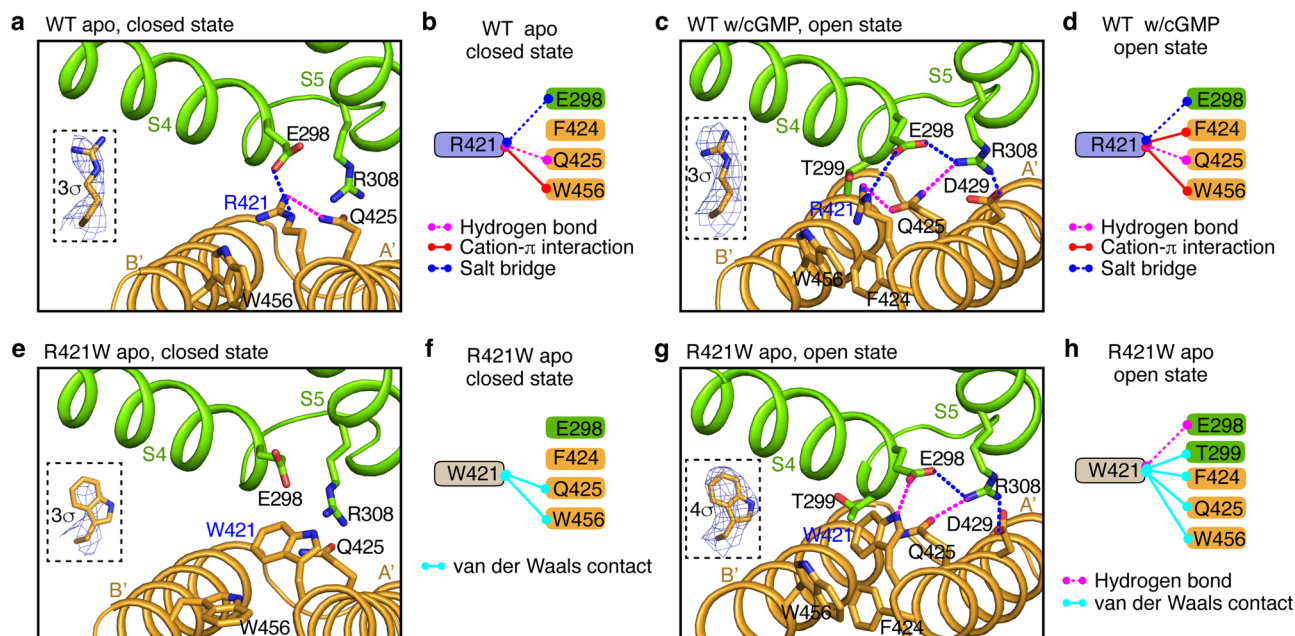 a WT apo, closed state
S5
S4
E298
R308
3σ
R421
Q425
B'
A'
W456
b WT apo
closed state
E298
F424
R421
Q425
W456
Hydrogen bond
Cation-π interaction
Salt bridge
c WT w/cGMP, open state
S5
S4
E298
T299
R308
3σ
A'
D429
R421
Q425
B'
W456
F424
d WT w/cGMP
open state
E298
F424
R421
Q425
W456
Hydrogen bond
Cation-π interaction
Salt bridge
e R421W apo, closed state
S5
S4
E298
3σ
R308
W421
Q425
B'
A'
W456
f R421W apo
closed state
E298
F424
W421
Q425
W456
van der Waals contact
g R421W apo, open state
S5
S4
E298
R308
4σ
T299
A'
D429
W421
Q425
B'
W456
F424
h R421W apo
open state
E298
T299
W421
F424
Q425
W456
Hydrogen bond
van der Waals contact